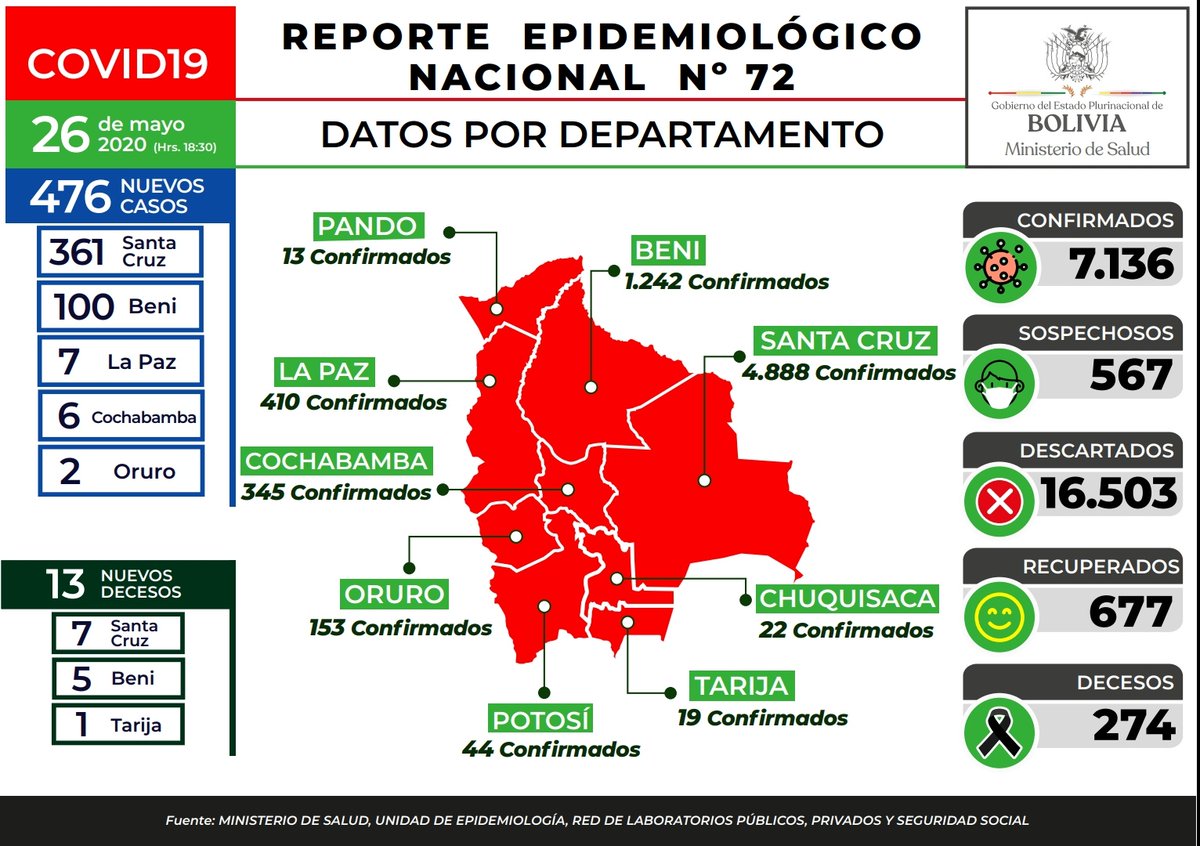 COVID19
26 de mayo
2020 (Hrs. 18:30)
REPORTE EPIDEMIOLÓGICO
NACIONAL Nº 72
DATOS POR DEPARTAMENTO
Gobierno del Estado Plurinacional de
BOLIVIA
Ministerio de Salud
476 NUEVOS
CASOS
361 Santa
Cruz
100 Beni
7 La Paz
6 Cochabamba
2 Oruro
13 NUEVOS
DECESOS
7 Santa
Cruz
5 Beni
1 Tarija
PANDO
13 Confirmados
BENI
1.242 Confirmados
SANTA CRUZ
4.888 Confirmados
LA PAZ
410 Confirmados
COCHABAMBA
345 Confirmados
ORURO
153 Confirmados
CHUQUISACA
22 Confirmados
TARIJA
19 Confirmados
POTOSÍ
44 Confirmados
CONFIRMADOS
7.136
SOSPECHOSOS
567
DESCARTADOS
16.503
RECUPERADOS
677
DECESOS
274
Fuente: MINISTERIO DE SALUD, UNIDAD DE EPIDEMIOLOGÍA, RED DE LABORATORIOS PÚBLICOS, PRIVADOS Y SEGURIDAD SOCIAL